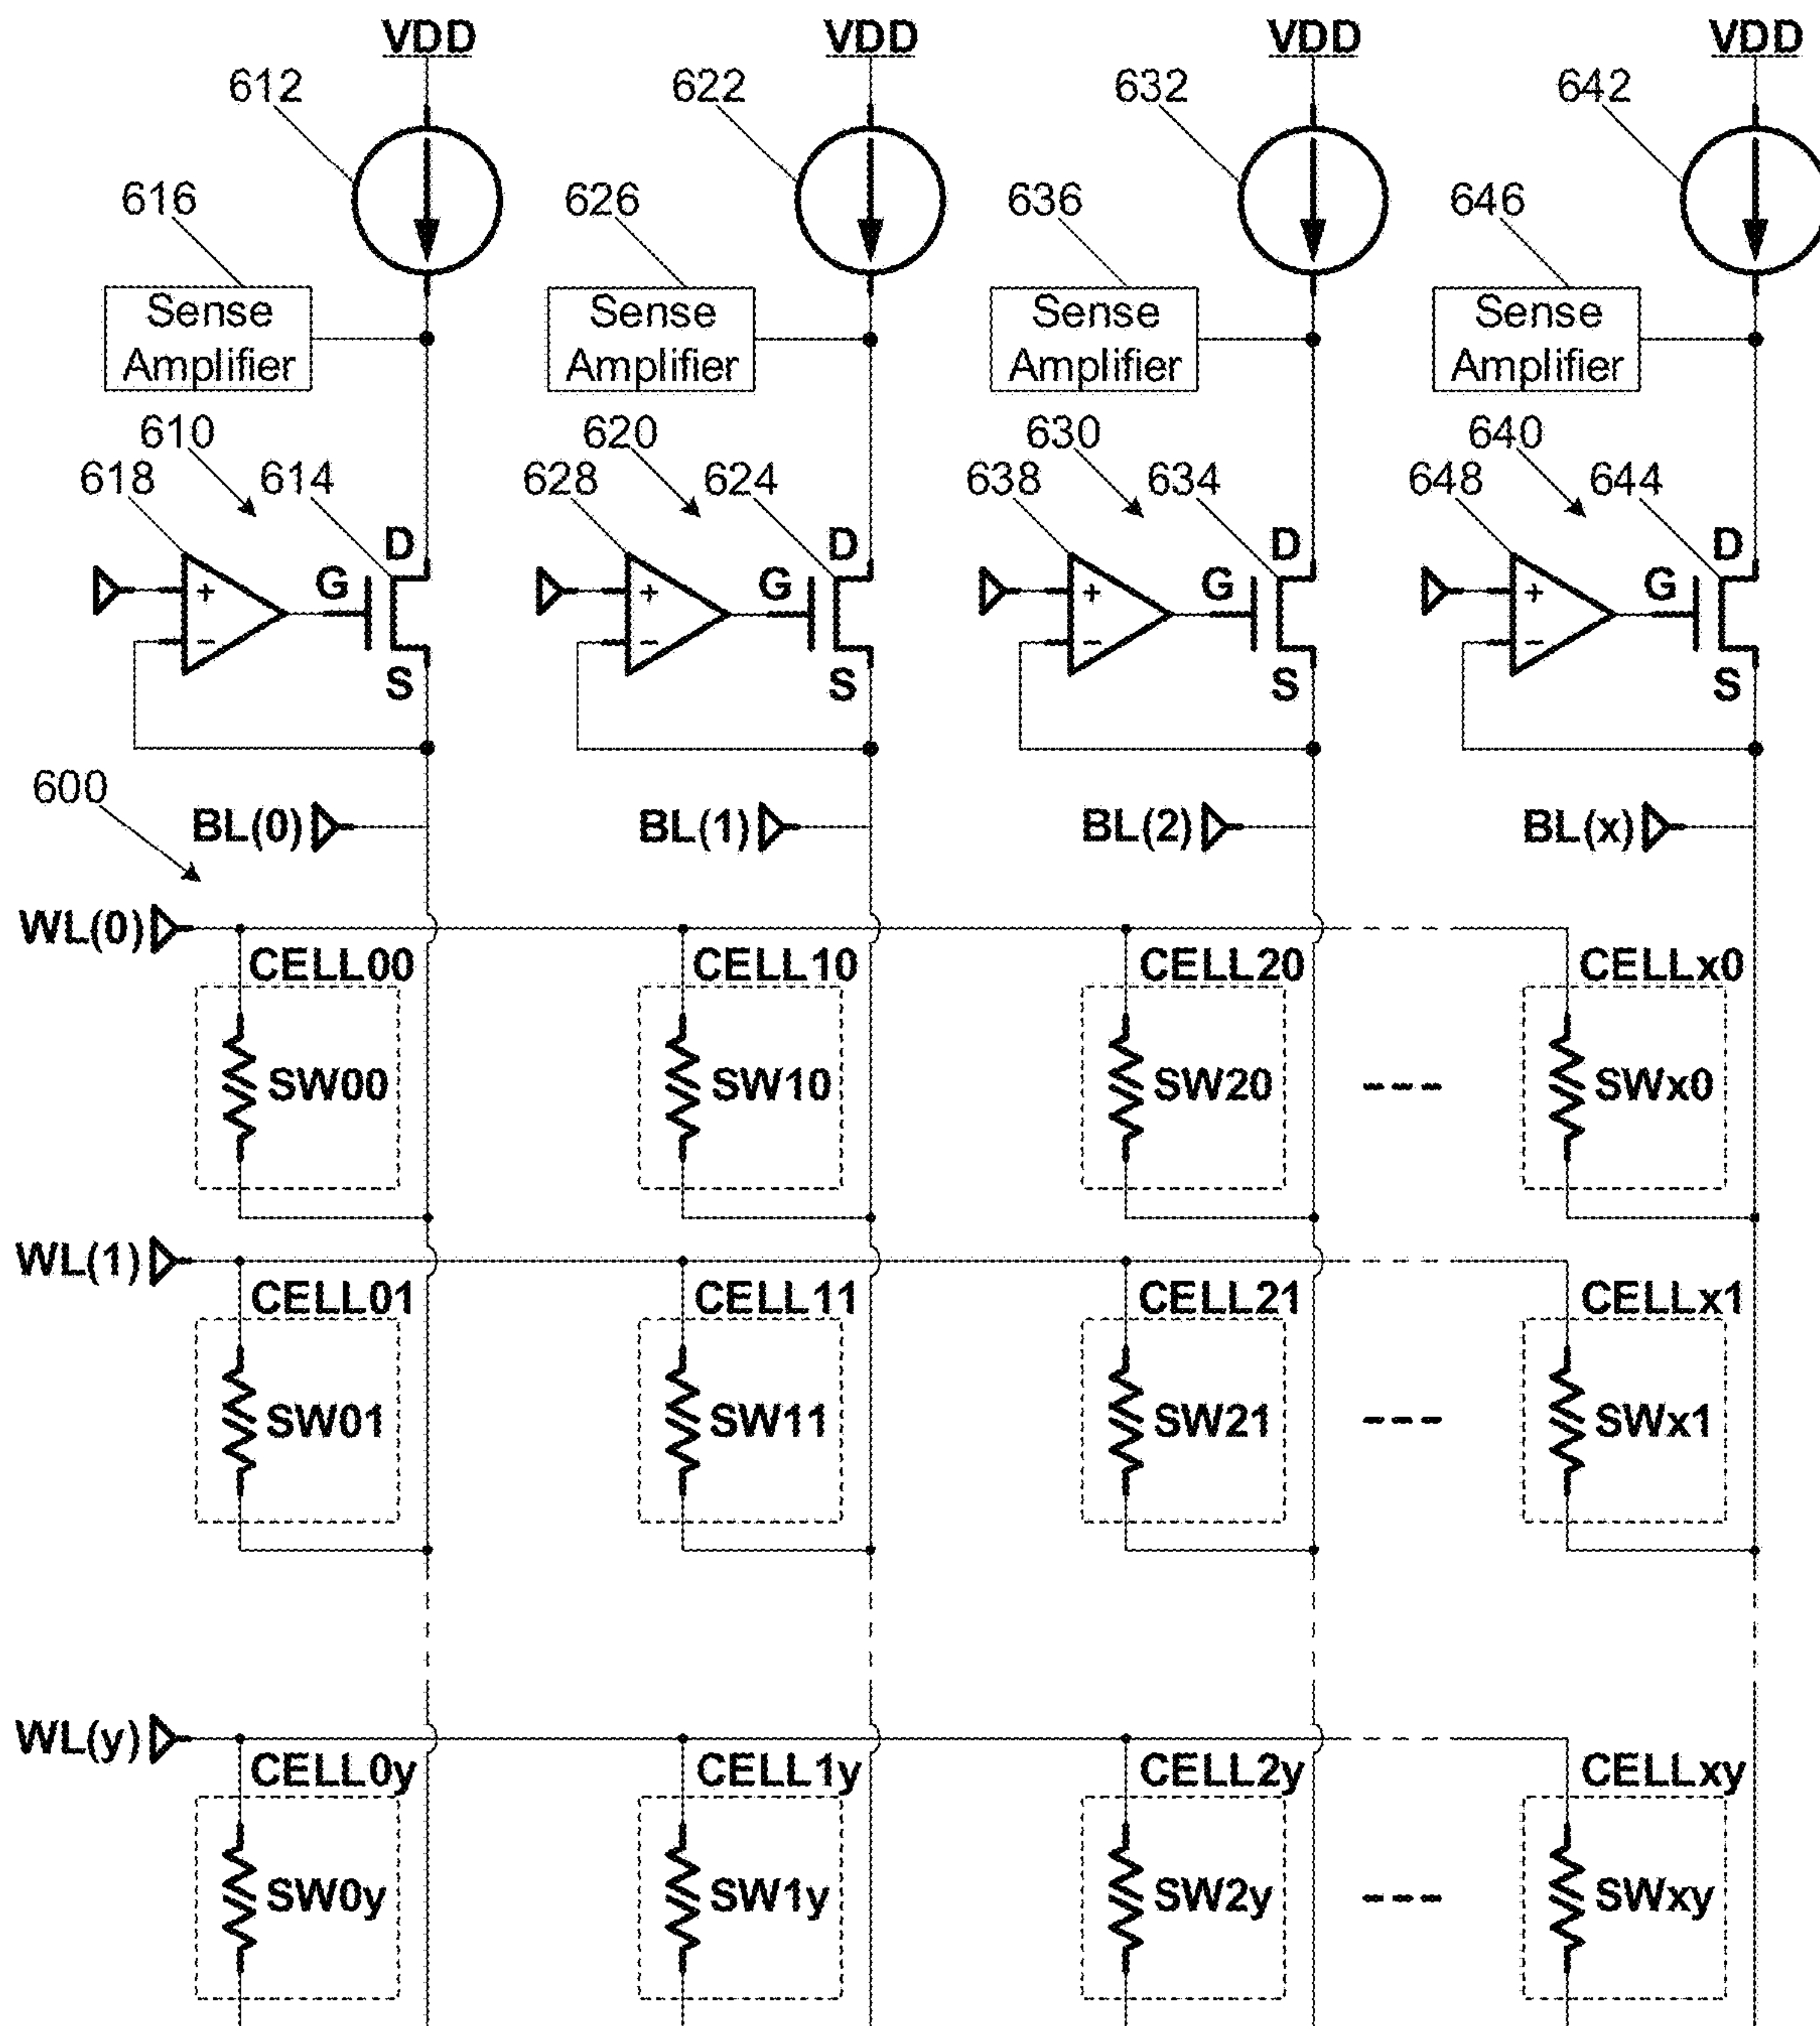 VDD VDD VDD VDD
612 622 632 642
616 626 636 646
Sense Amplifier Sense Amplifier Sense Amplifier Sense Amplifier
610 620 630 640
618 614 628 624 638 634 648 644
D D D D
+ G + G + G + G
− − − −
S S S S
600
BL(0) BL(1) BL(2) BL(x)
WL(0)
CELL00 CELL10 CELL20 CELLx0
SW00 SW10 SW20 --- SWx0
WL(1)
CELL01 CELL11 CELL21 CELLx1
SW01 SW11 SW21 --- SWx1
WL(y)
CELL0y CELL1y CELL2y CELLxy
SW0y SW1y SW2y --- SWxy